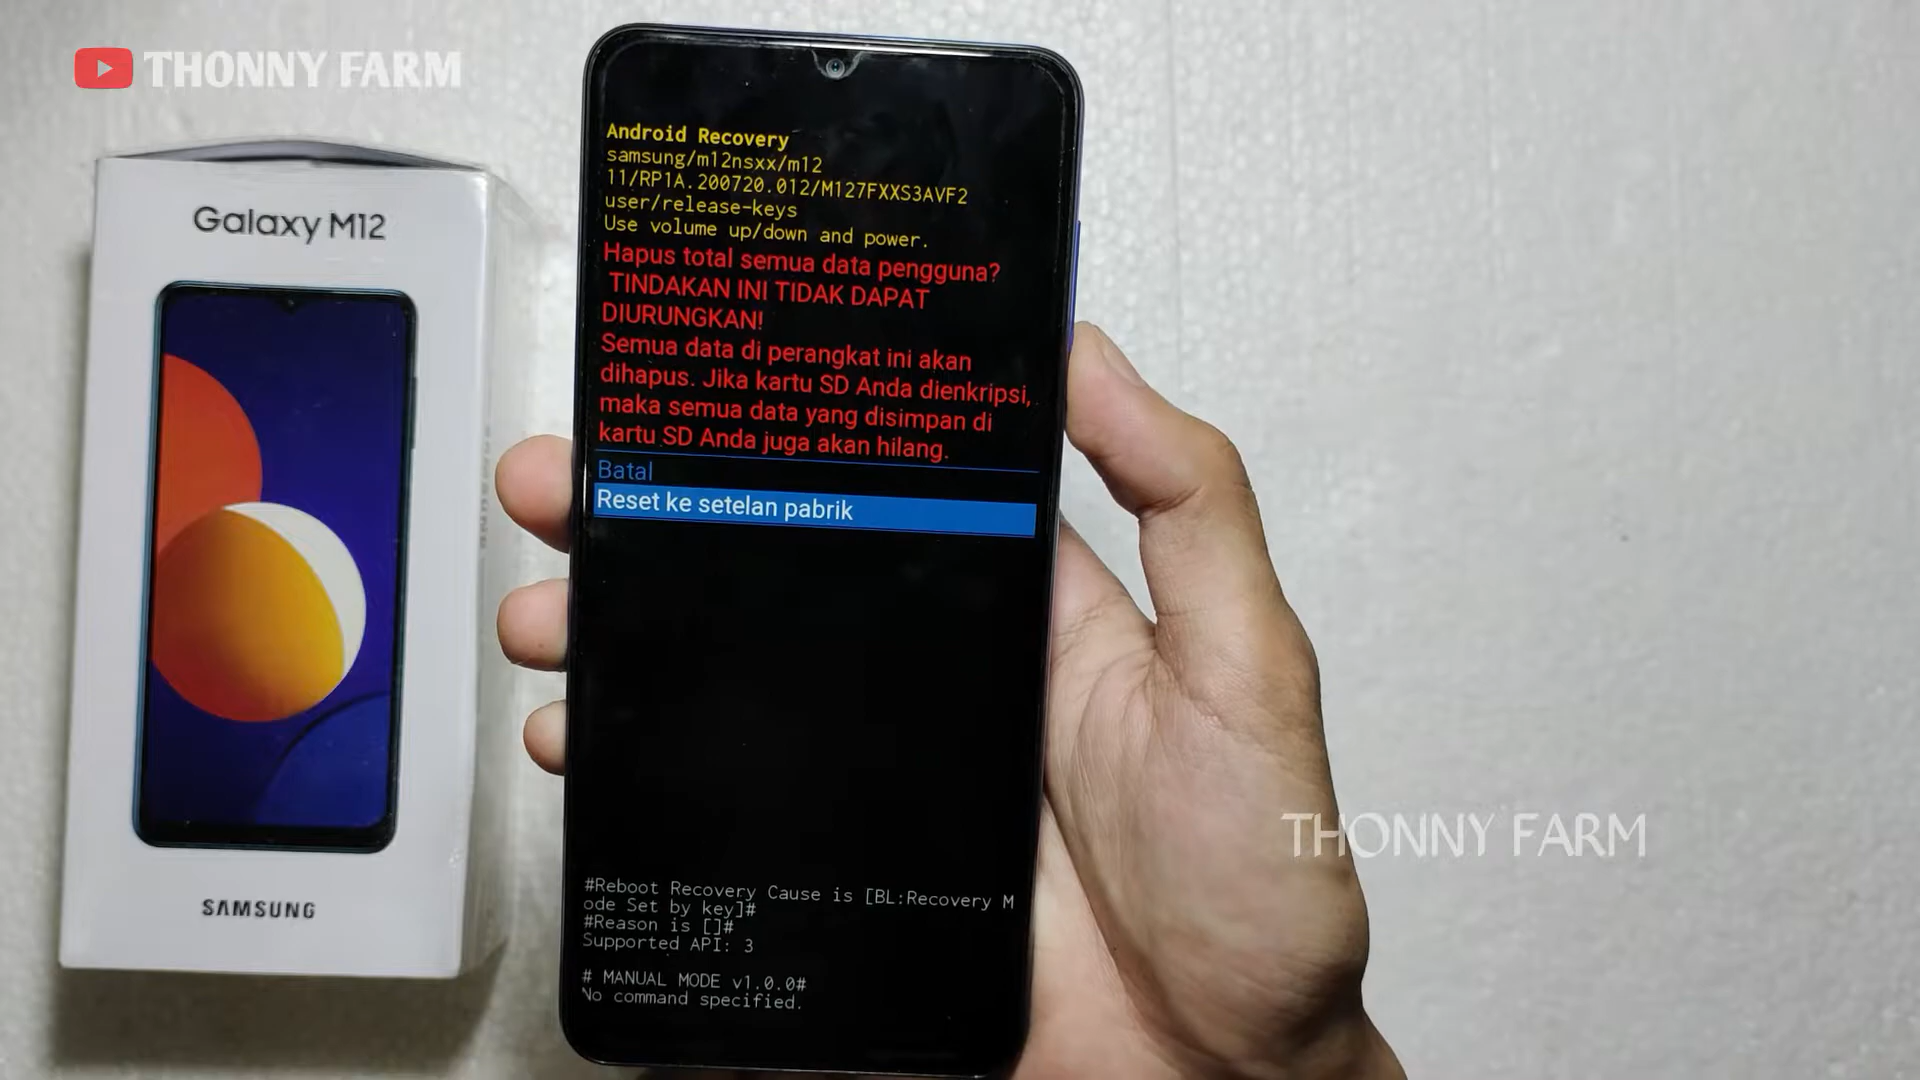 THONNY FARM
Galaxy M12
SAMSUNG
Android Recovery
samsung/m12nsxx/m12
11/RP1A.200720.012/M127FXXS3AVF2
user/release-keys
Use volume up/down and power.
Hapus total semua data pengguna?
TINDAKAN INI TIDAK DAPAT
DIURUNGKAN!
Semua data di perangkat ini akan
dihapus. Jika kartu SD Anda dienkripsi,
maka semua data yang disimpan di
kartu SD Anda juga akan hilang.
Batal
Reset ke setelan pabrik
#Reboot Recovery Cause is [BL:Recovery M
ode Set by key]#
#Reason is []#
Supported API: 3
# MANUAL MODE v1.0.0#
No command specified.
THONNY FARM